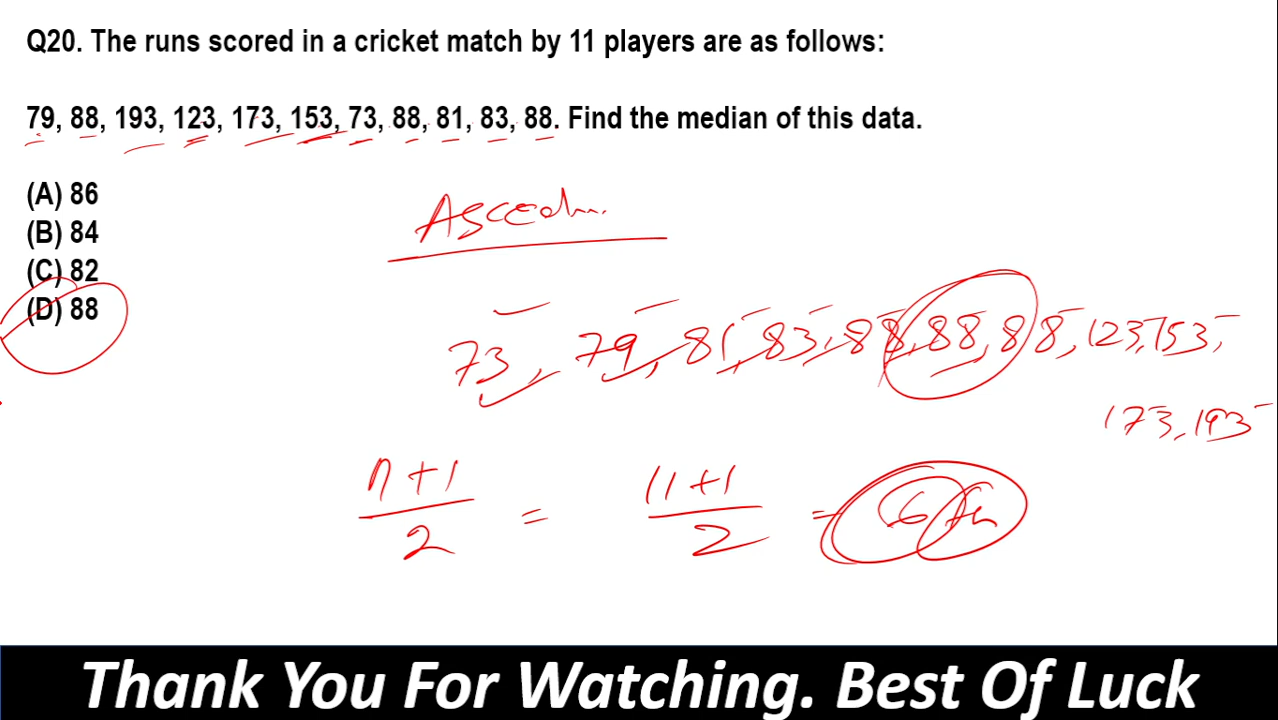 Q20. The runs scored in a cricket match by 11 players are as follows:
79, 88, 193, 123, 173, 153, 73, 88, 81, 83, 88. Find the median of this data.
(A) 86
(B) 84
(C) 82
(D) 88
73, 79, 81, 83, 88, 88, 88, 123, 153,
173, 193
n+1/2 = 11+1/2 = 6th
Thank You For Watching. Best Of Luck